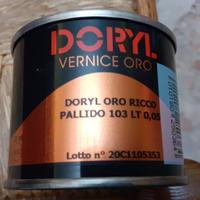 DORYL
VERNICE ORO
DORYL ORO RICCO
PALLIDO 103 LT 0,05
Lotto n° 20C1105353